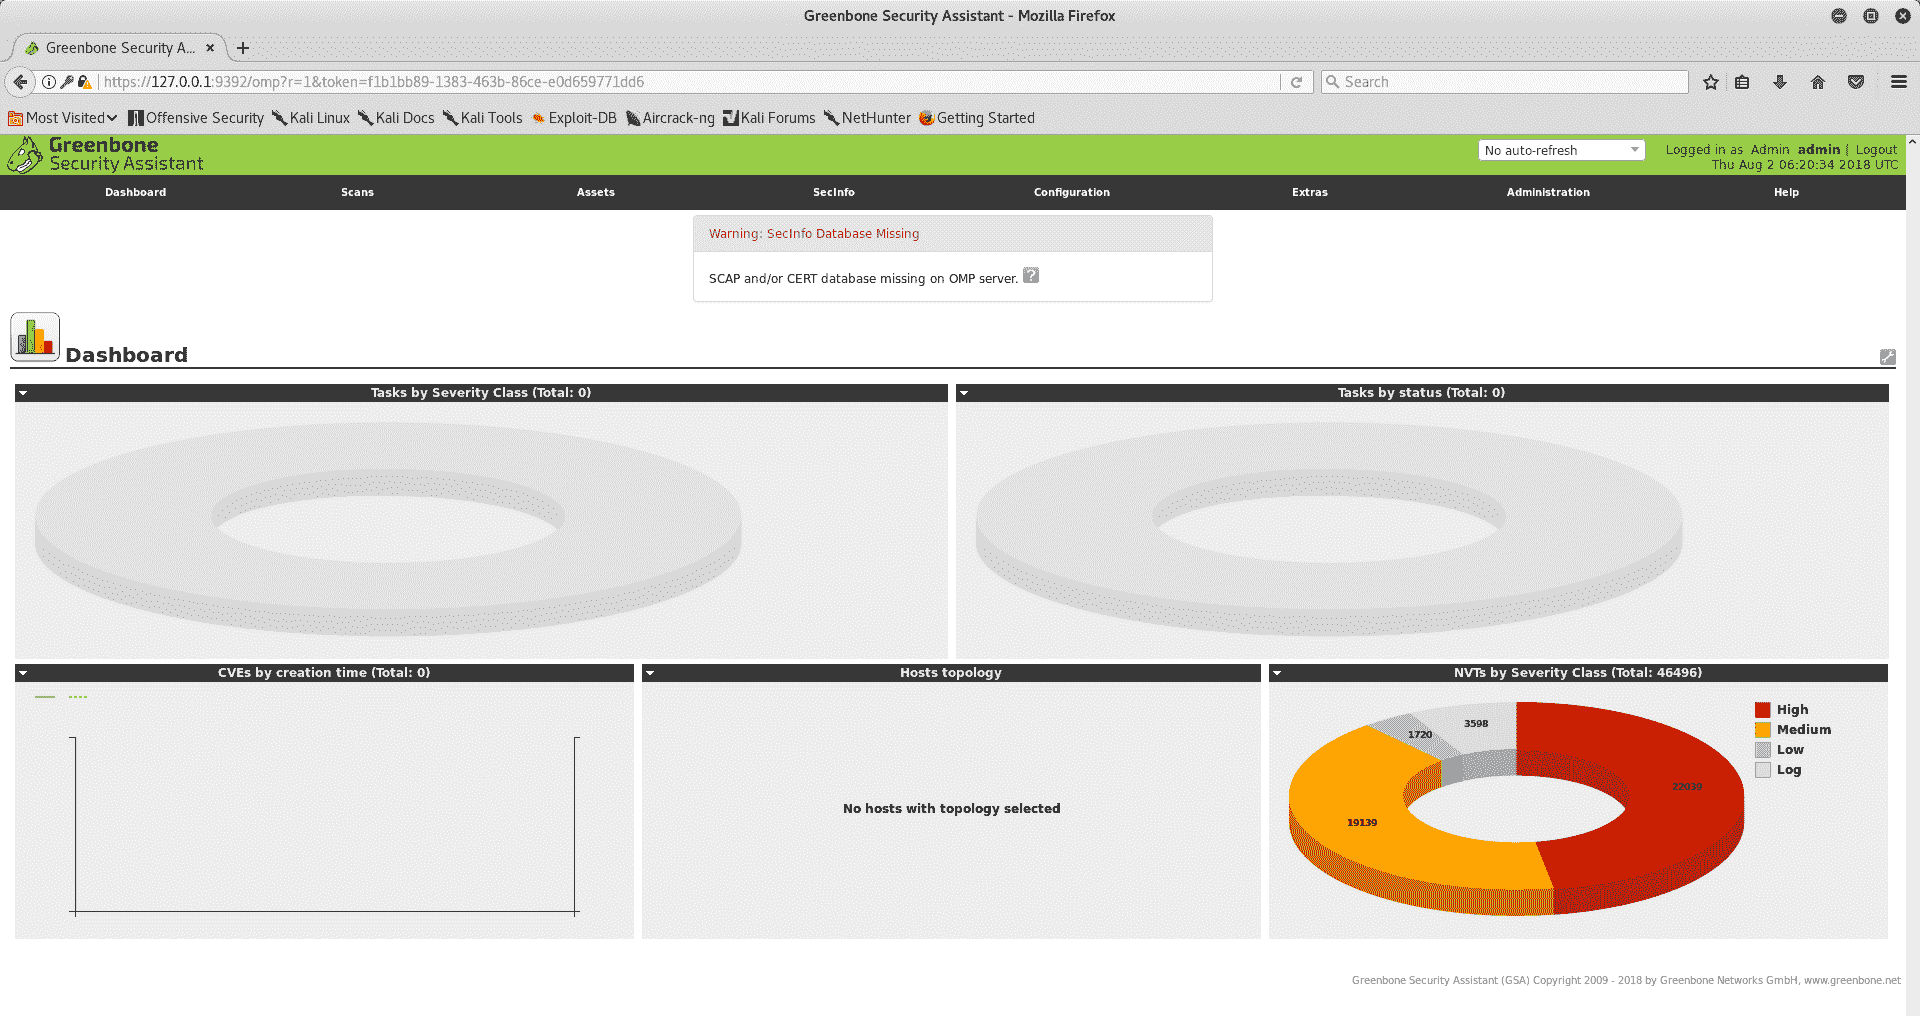 Greenbone Security Assistant - Mozilla Firefox
Greenbone Security A...
https://127.0.0.1:9392/omp?r=1&token=f1b1bb89-1383-463b-86ce-e0d659771dd6
Search
Most Visited
Offensive Security
Kali Linux
Kali Docs
Kali Tools
Exploit-DB
Aircrack-ng
Kali Forums
NetHunter
Getting Started
Greenbone
Security Assistant
No auto-refresh
Logged in as Admin admin | Logout
Thu Aug 2 06:20:34 2018 UTC
Dashboard
Scans
Assets
SecInfo
Configuration
Extras
Administration
Help
Warning: SecInfo Database Missing
SCAP and/or CERT database missing on OMP server. ?
Dashboard
Tasks by Severity Class (Total: 0)
Tasks by status (Total: 0)
CVEs by creation time (Total: 0)
Hosts topology
No hosts with topology selected
NVTs by Severity Class (Total: 46496)
3598
1720
22039
19139
High
Medium
Low
Log
Greenbone Security Assistant (GSA) Copyright 2009 - 2018 by Greenbone Networks GmbH, www.greenbone.net